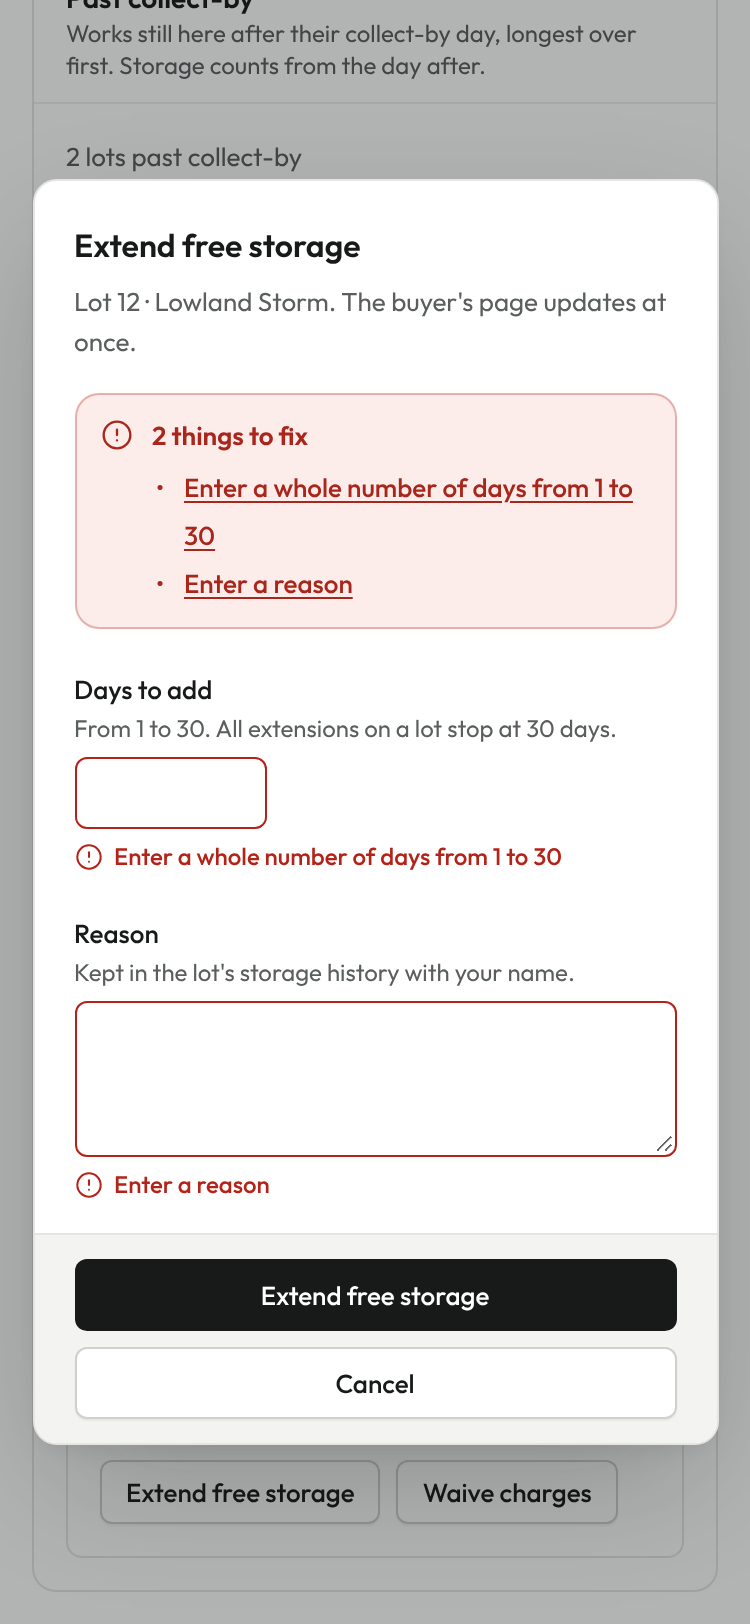 Past collect-by
Works still here after their collect-by day, longest over
first. Storage counts from the day after.
2 lots past collect-by
Extend free storage
Lot 12 · Lowland Storm. The buyer's page updates at
once.
2 things to fix
• Enter a whole number of days from 1 to
30
• Enter a reason
Days to add
From 1 to 30. All extensions on a lot stop at 30 days.
Enter a whole number of days from 1 to 30
Reason
Kept in the lot's storage history with your name.
Enter a reason
Extend free storage
Cancel
Extend free storage
Waive charges